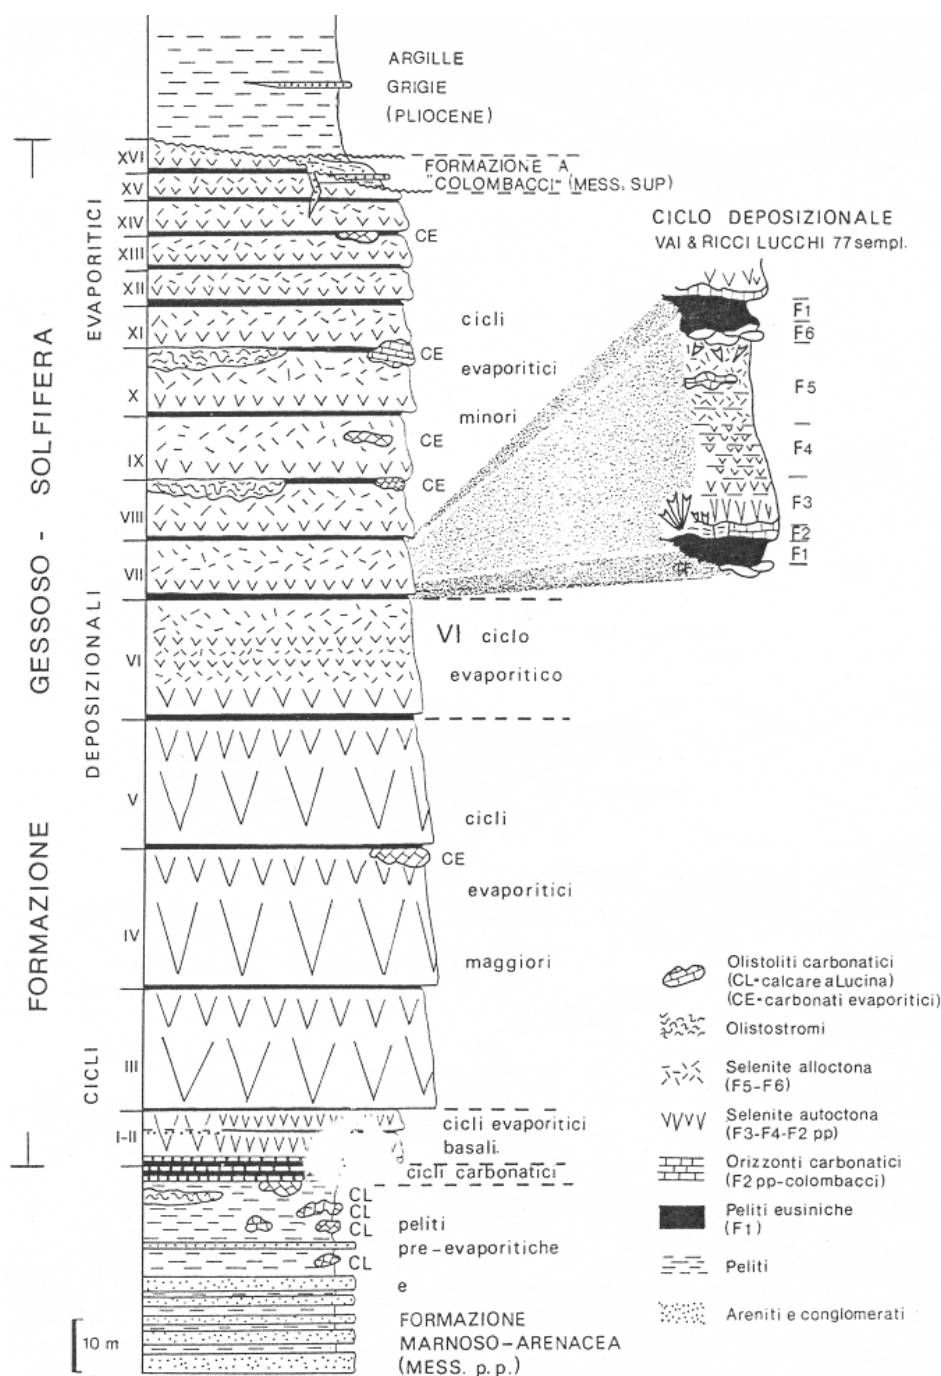 ARGILLE
GRIGIE
(PLIOCENE)
FORMAZIONE A
"COLOMBACCI" (MESS. SUP)
CICLO DEPOSIZIONALE
VAI & RICCI LUCCHI 77 sempl.
FORMAZIONE GESSOSO - SOLFIFERA
CICLI DEPOSIZIONALI EVAPORITICI
XVI
XV
XIV
XIII
XII
XI
X
IX
VIII
VII
VI
V
IV
III
I-II
CE
CE
CE
CE
CE
cicli
evaporitici
minori
F1
F6
F5
F4
F3
F2
F1
VI ciclo
evaporitico
cicli
evaporitici
maggiori
cicli evaporitici
basali.
cicli carbonatici
CL
CL
CL
CL
peliti
pre-evaporitiche
e
FORMAZIONE
MARNOSO-ARENACEA
(MESS. p.p.)
10 m
Olistoliti carbonatici
(CL-calcare a Lucina)
(CE-carbonati evaporitici)
Olistostromi
Selenite alloctona
(F5-F6)
Selenite autoctona
(F3-F4-F2 pp)
Orizzonti carbonatici
(F2 pp-colombacci)
Peliti eusiniche
(F1)
Peliti
Areniti e conglomerati